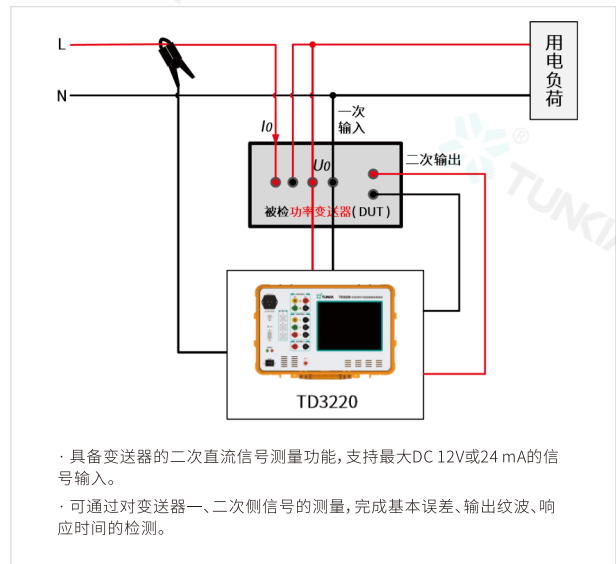 L
用电负荷
N
一次
输入
I0
U0
二次输出
®
TUNKIA
被检功率变送器( DUT )
TUNKIA
TD3220
TD3220
· 具备变送器的二次直流信号测量功能，支持最大DC 12V或24 mA的信
号输入。
· 可通过对变送器一、二次侧信号的测量，完成基本误差、输出纹波、响
应时间的检测。